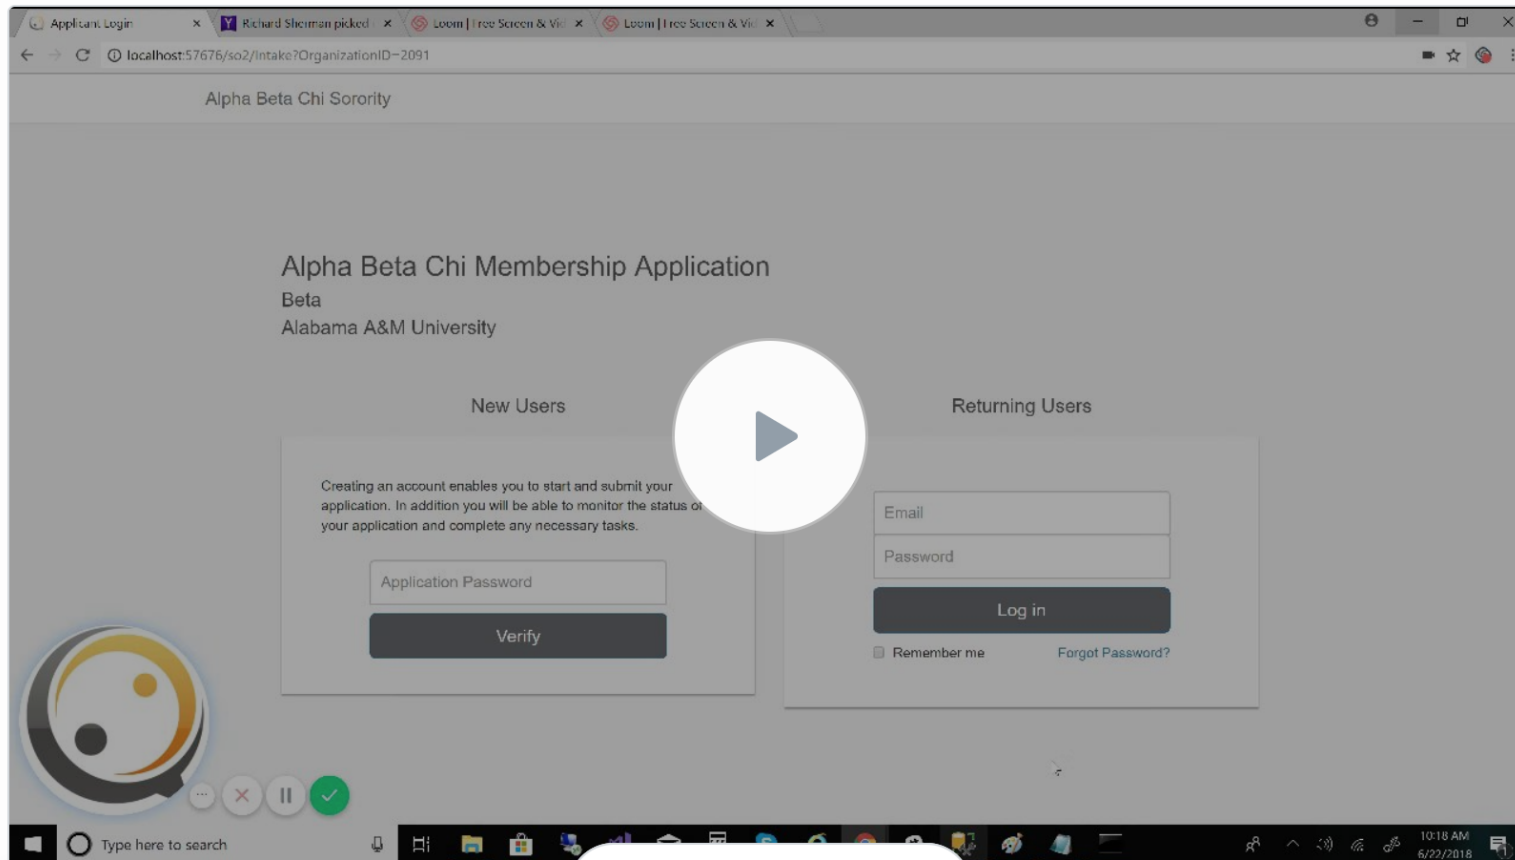 Applicant Login
Richard Sherman picked
Loom | Free Screen & Vid
Loom | Free Screen & Vid
localhost:57676/so2/Intake?OrganizationID=2091
Alpha Beta Chi Sorority
Alpha Beta Chi Membership Application
Beta
Alabama A&M University
New Users
Creating an account enables you to start and submit your
application. In addition you will be able to monitor the status of
your application and complete any necessary tasks.
Application Password
Verify
Returning Users
Email
Password
Log in
Remember me
Forgot Password?
Type here to search
10:18 AM
6/22/2018